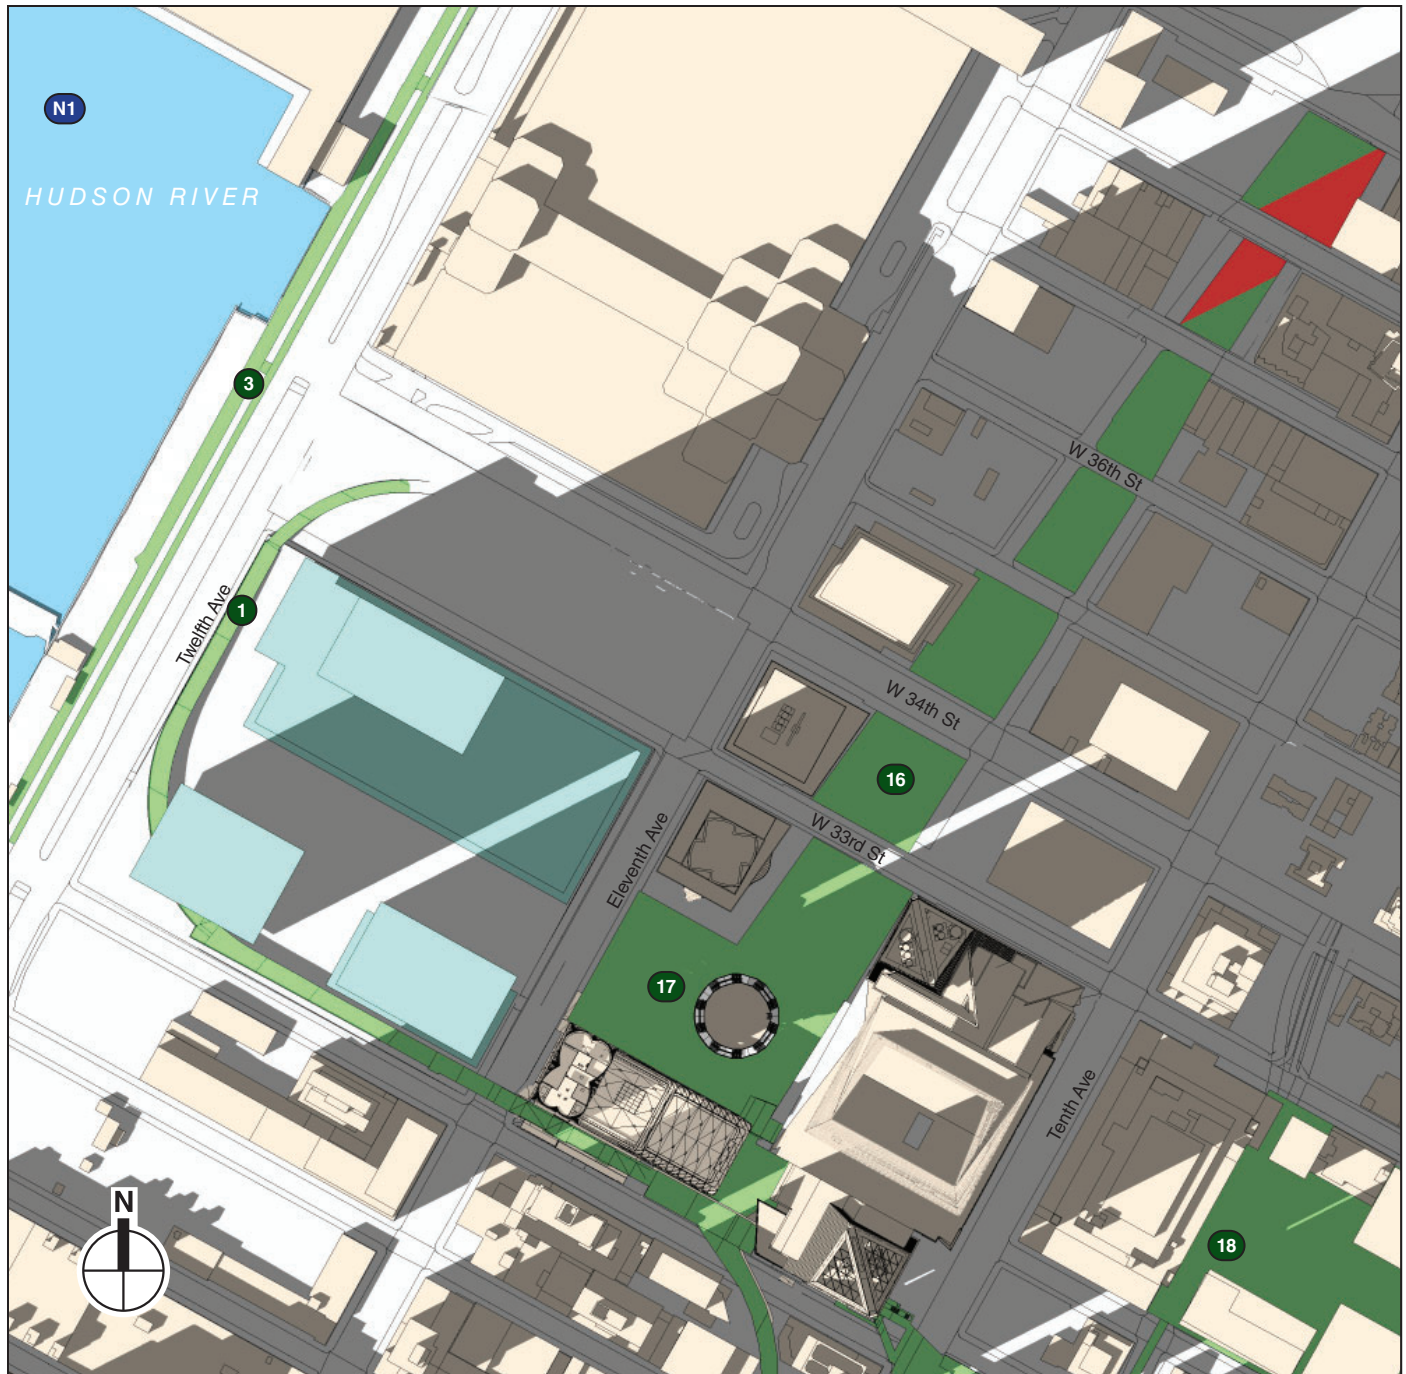 N1
HUDSON RIVER
3
W 36th St
1
Twelfth Ave
W 34th St
16
W 33rd St
Eleventh Ave
17
Tenth Ave
N
18